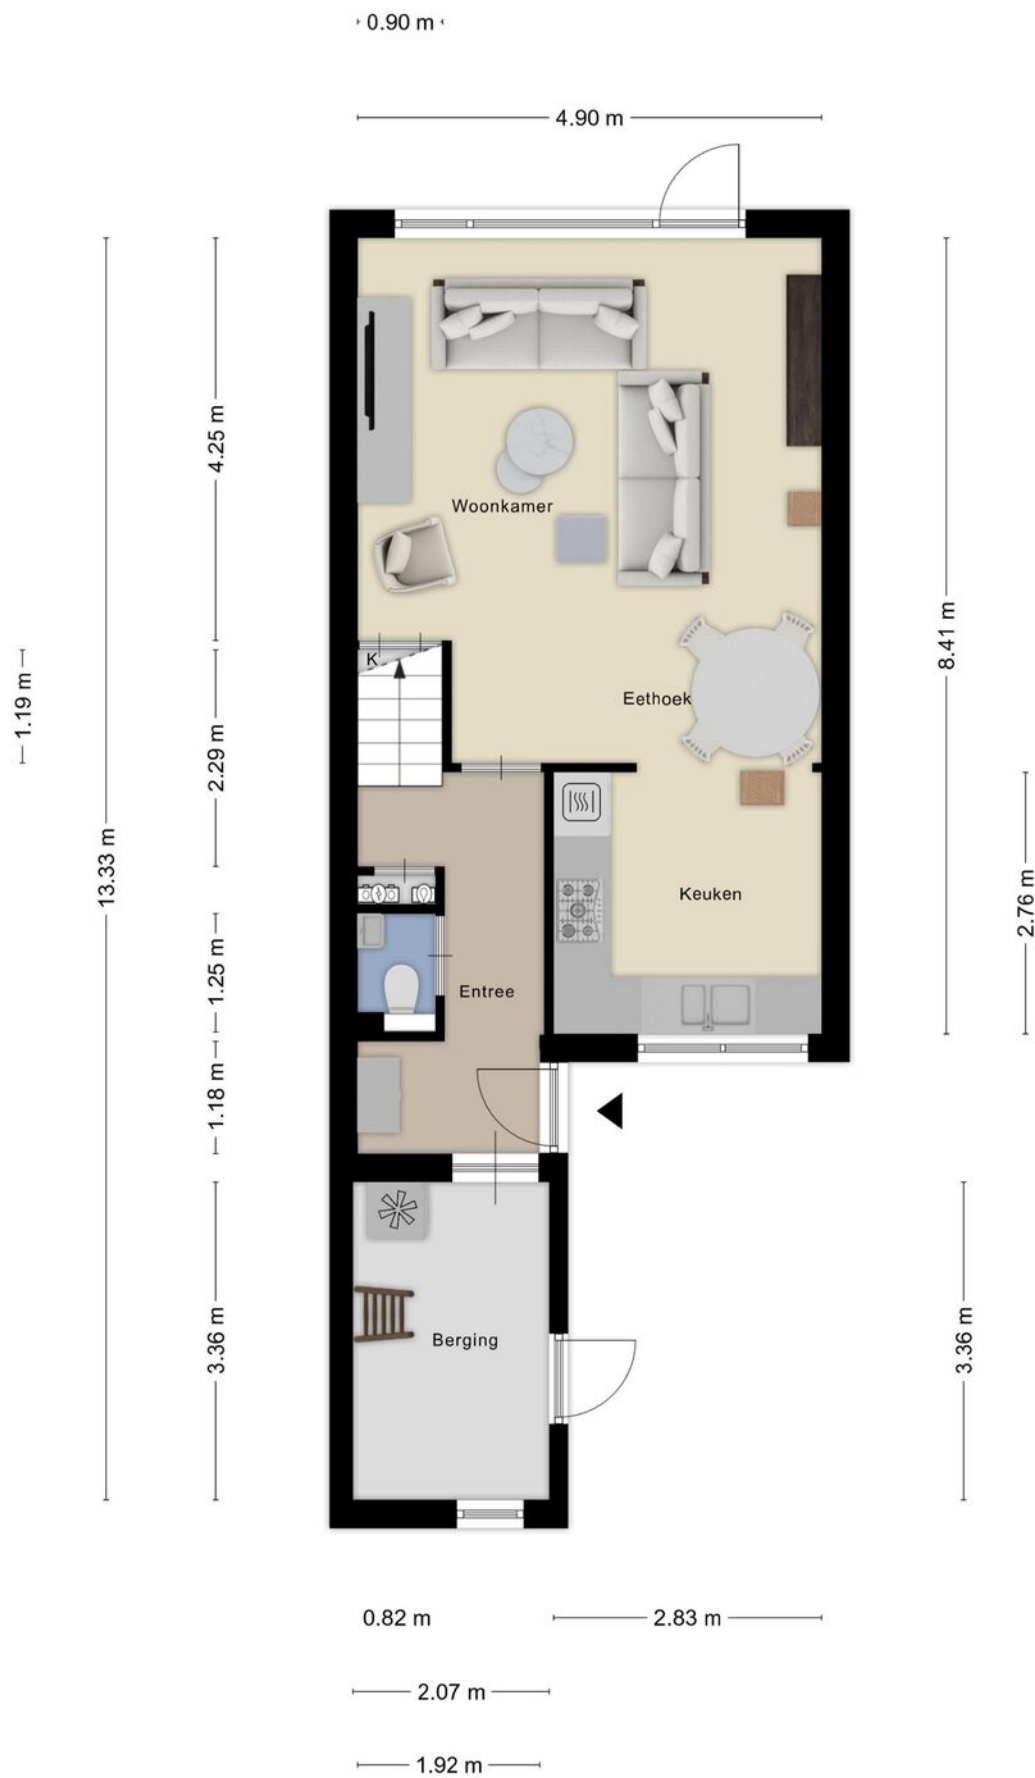 0.90 m
4.90 m
4.25 m
Woonkamer
8.41 m
K
1.19 m
Eethoek
2.29 m
13.33 m
Keuken
2.76 m
1.25 m
Entree
1.18 m
3.36 m
Berging
3.36 m
0.82 m
2.83 m
2.07 m
1.92 m